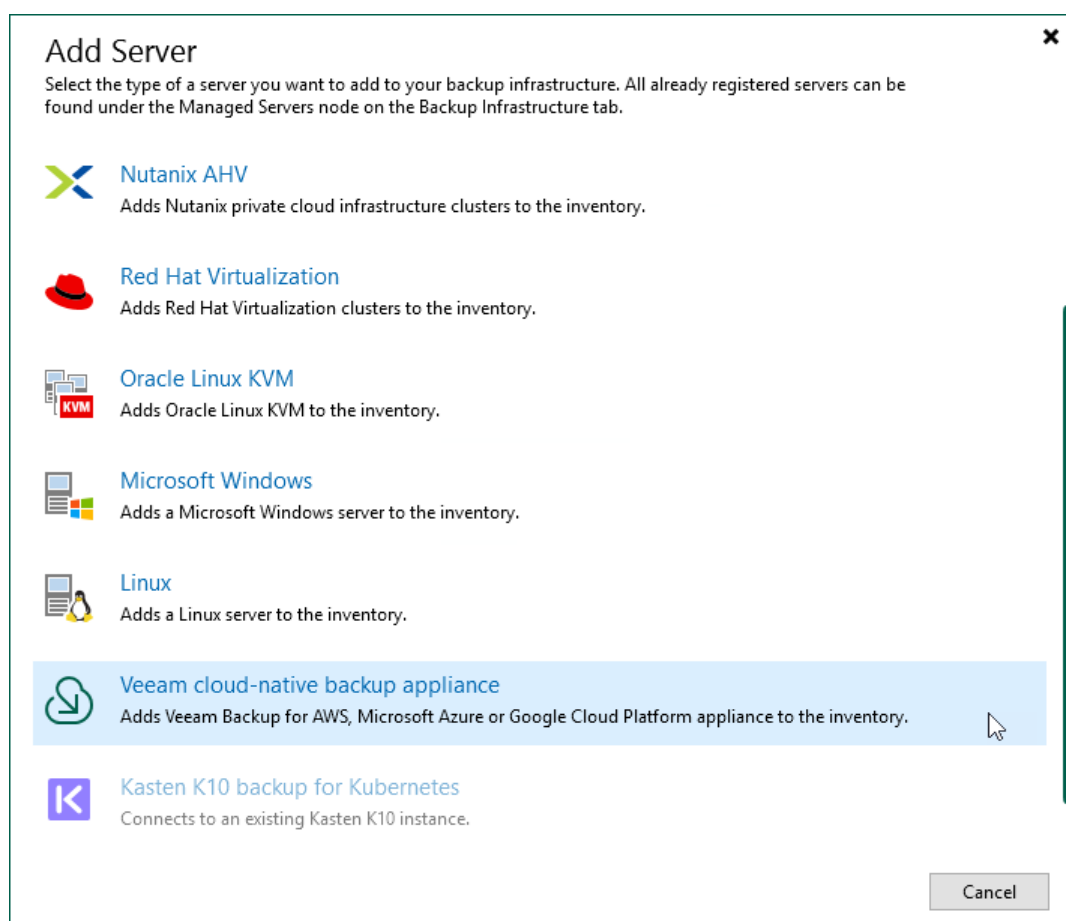 Add Server
Select the type of a server you want to add to your backup infrastructure. All already registered servers can be
found under the Managed Servers node on the Backup Infrastructure tab.
Nutanix AHV
Adds Nutanix private cloud infrastructure clusters to the inventory.
Red Hat Virtualization
Adds Red Hat Virtualization clusters to the inventory.
Oracle Linux KVM
KVM
Adds Oracle Linux KVM to the inventory.
Microsoft Windows
Adds a Microsoft Windows server to the inventory.
Linux
Adds a Linux server to the inventory.
Veeam cloud-native backup appliance
Adds Veeam Backup for AWS, Microsoft Azure or Google Cloud Platform appliance to the inventory.
Kasten K10 backup for Kubernetes
Connects to an existing Kasten K10 instance.
Cancel